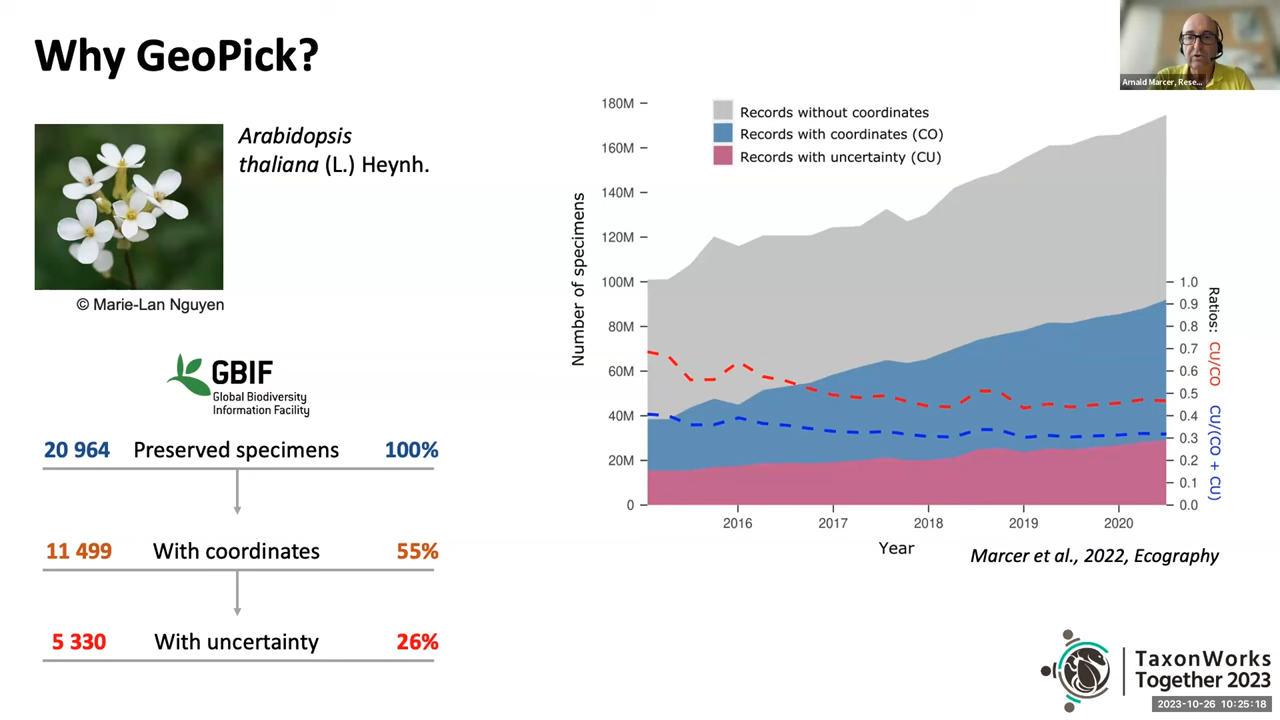 Why GeoPick?
Arnald Marcer, Rese...
Arabidopsis
thaliana (L.) Heynh.
© Marie-Lan Nguyen
GBIF
Global Biodiversity
Information Facility
20 964 Preserved specimens 100%
11 499 With coordinates 55%
5 330 With uncertainty 26%
Records without coordinates
Records with coordinates (CO)
Records with uncertainty (CU)
Number of specimens
180M
160M
140M
120M
100M
80M
60M
40M
20M
0
1.0
0.9
0.8
0.7
0.6
0.5
0.4
0.3
0.2
0.1
0.0
Ratios: CU/CO CU/(CO + CU)
2016 2017 2018 2019 2020
Year
Marcer et al., 2022, Ecography
TaxonWorks
Together 2023
2023-10-26 10:25:18